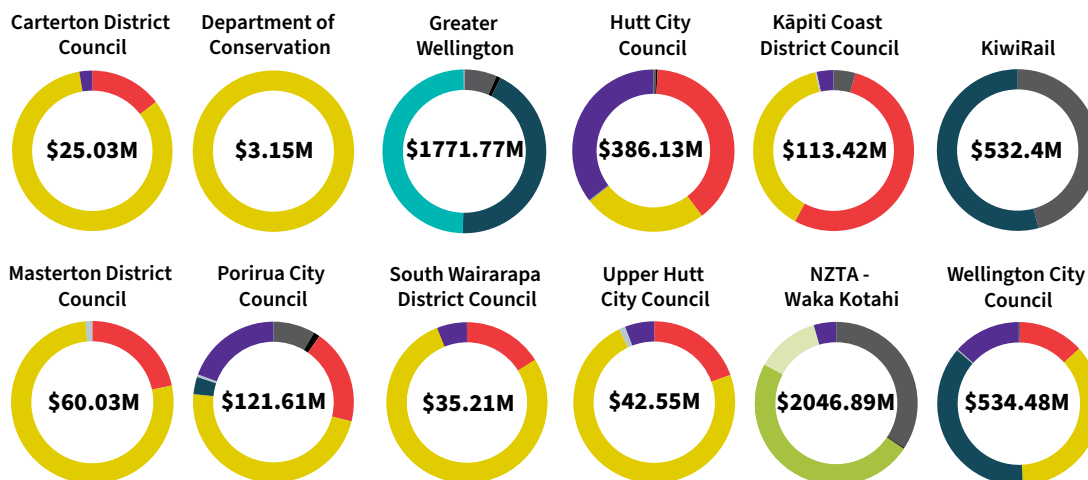 Carterton District
Council
$25.03M
Department of
Conservation
$3.15M
Greater
Wellington
$1771.77M
Hutt City
Council
$386.13M
Kāpiti Coast
District Council
$113.42M
KiwiRail
$532.4M
Masterton District
Council
$60.03M
Porirua City
Council
$121.61M
South Wairarapa
District Council
$35.21M
Upper Hutt
City Council
$42.55M
NZTA -
Waka Kotahi
$2046.89M
Wellington City
Council
$534.48M